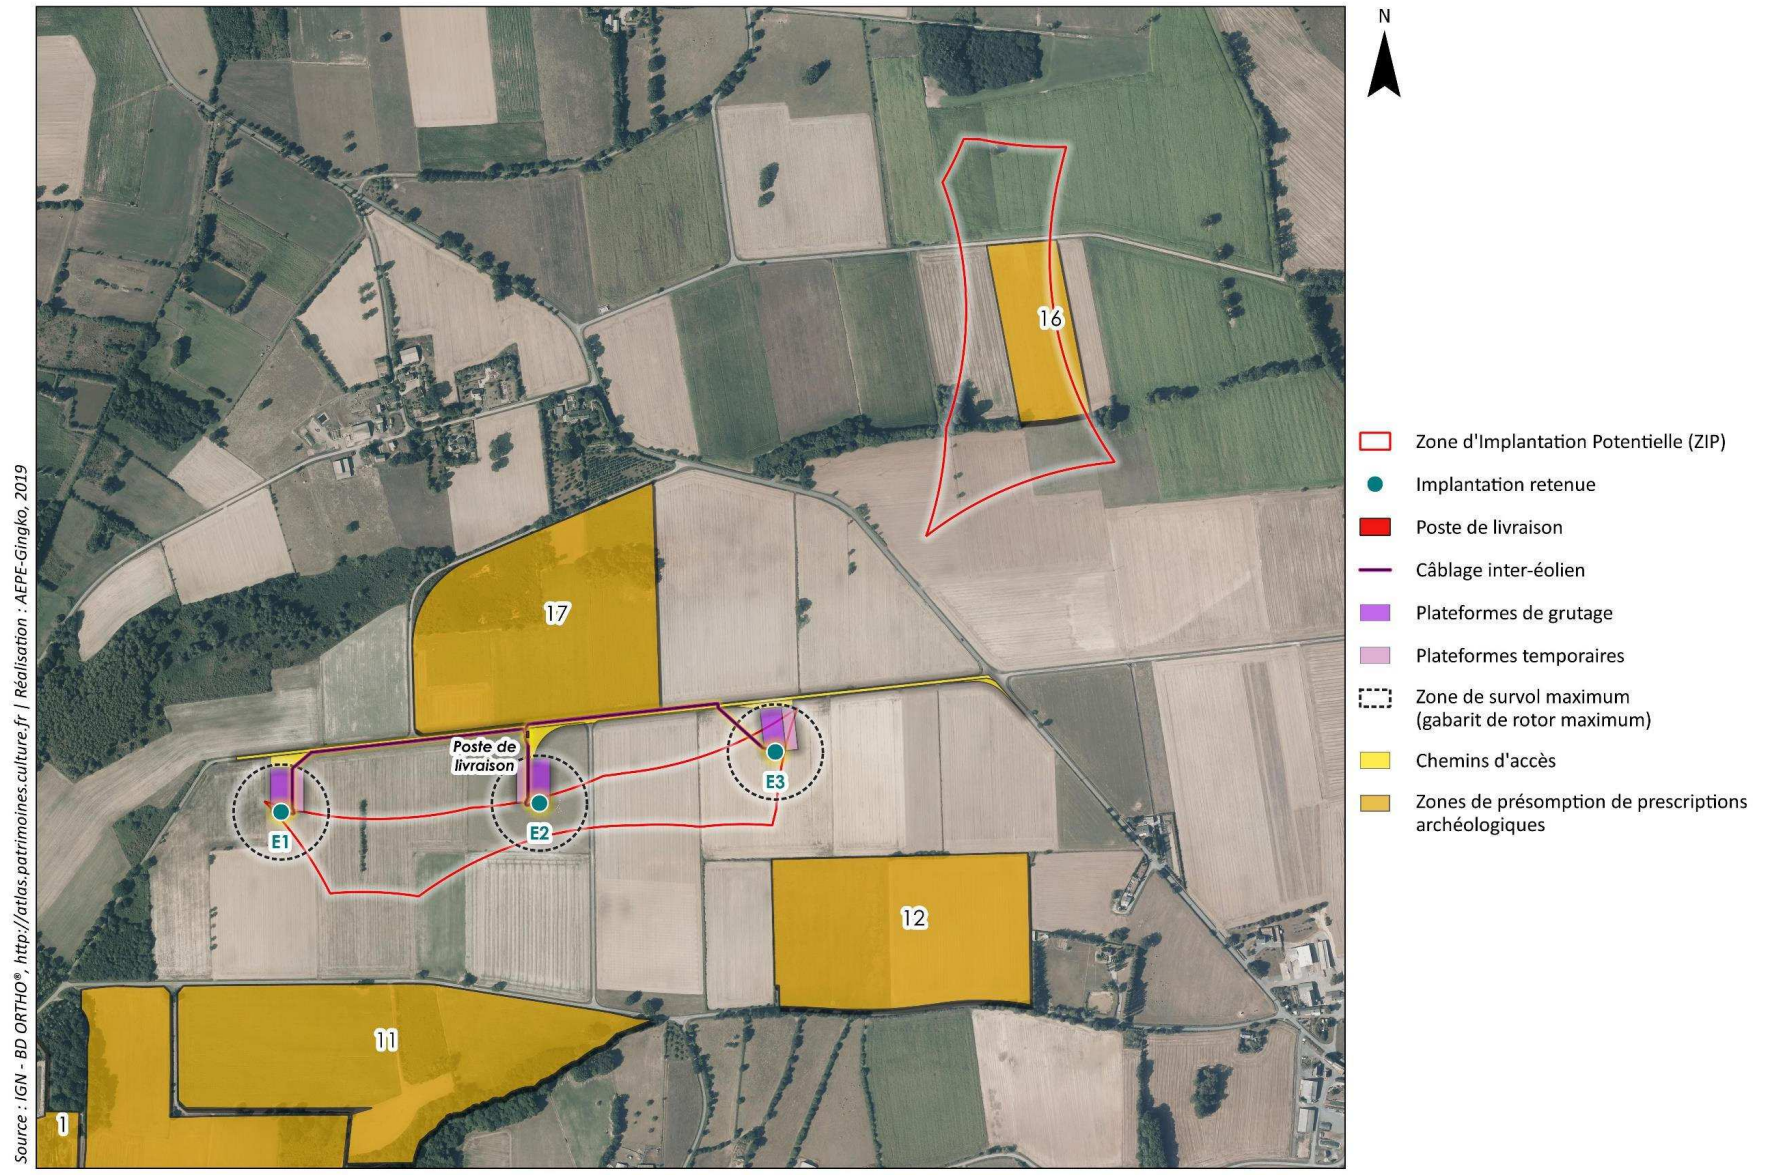 N
16
17
Poste de
livraison
E3
E1
E2
12
11
1
Zone d'Implantation Potentielle (ZIP)
Implantation retenue
Poste de livraison
Câblage inter-éolien
Plateformes de grutage
Plateformes temporaires
Zone de survol maximum
(gabarit de rotor maximum)
Chemins d'accès
Zones de présomption de prescriptions
archéologiques
Source : IGN - BD ORTHO®, http://atlas.patrimoines.culture.fr | Réalisation : AEPE-Gingko, 2019